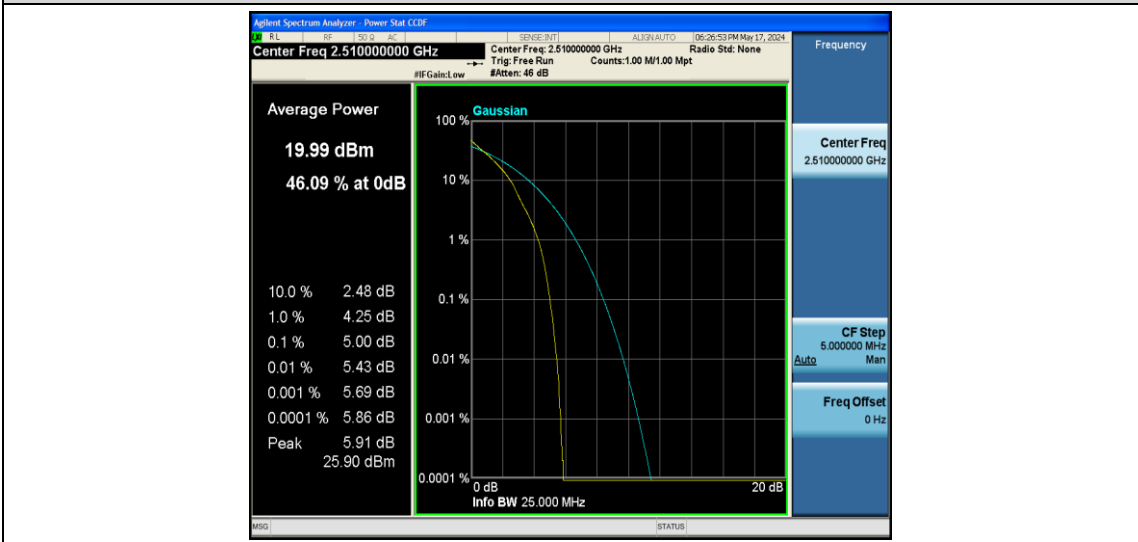 Agilent Spectrum Analyzer - Power Stat CCDF
LXI RL RF 50 Ω AC SENSE:INT ALIGN AUTO 06:26:53 PM May 17, 2024
Center Freq 2.510000000 GHz
Center Freq: 2.510000000 GHz Radio Std: None
Trig: Free Run Counts:1.00 M/1.00 Mpt
#IFGain:Low #Atten: 46 dB
Frequency
Average Power
19.99 dBm
46.09 % at 0dB
10.0 % 2.48 dB
1.0 % 4.25 dB
0.1 % 5.00 dB
0.01 % 5.43 dB
0.001 % 5.69 dB
0.0001 % 5.86 dB
Peak 5.91 dB
25.90 dBm
Gaussian
100 %
10 %
1 %
0.1 %
0.01 %
0.001 %
0.0001 %
0 dB 20 dB
Info BW 25.000 MHz
Center Freq
2.510000000 GHz
CF Step
5.000000 MHz
Auto Man
Freq Offset
0 Hz
MSG STATUS